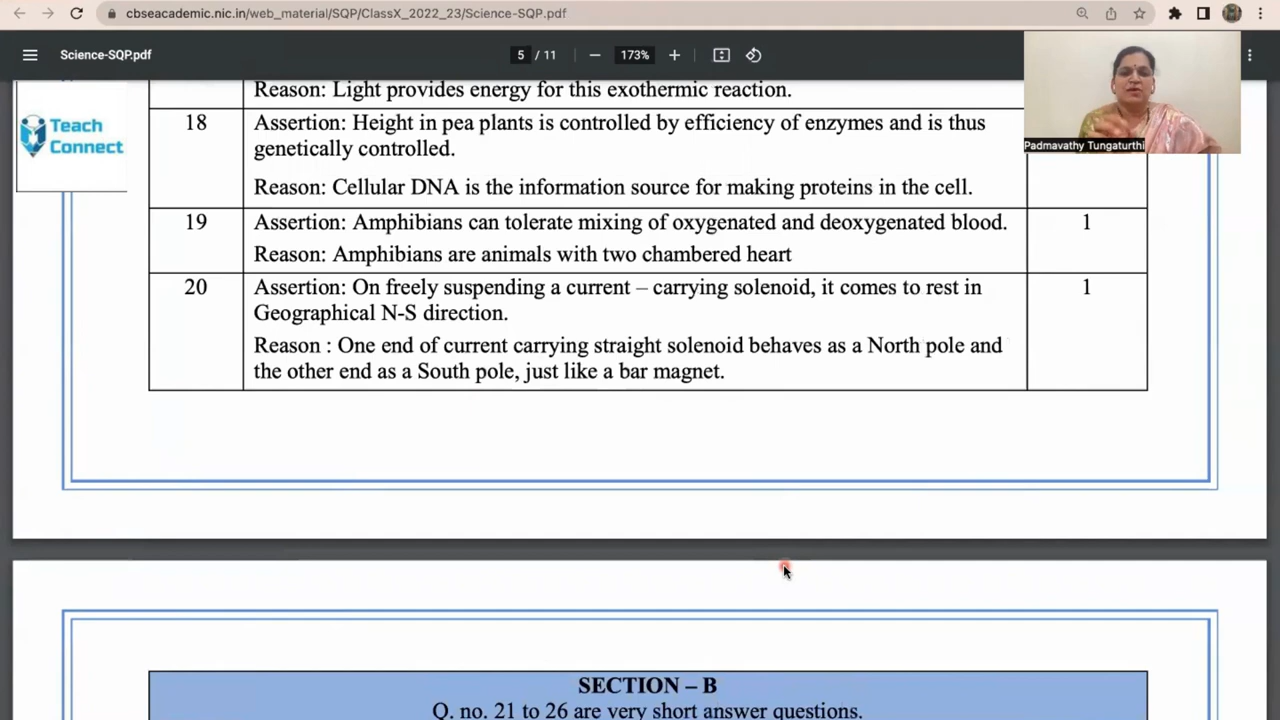 cbseacademic.nic.in/web_material/SQP/ClassX_2022_23/Science-SQP.pdf
Science-SQP.pdf
5 / 11
173%
Teach
Connect
Padmavathy Tungaturthi
Reason: Light provides energy for this exothermic reaction.
18
Assertion: Height in pea plants is controlled by efficiency of enzymes and is thus
genetically controlled.
Reason: Cellular DNA is the information source for making proteins in the cell.
19
Assertion: Amphibians can tolerate mixing of oxygenated and deoxygenated blood.
1
Reason: Amphibians are animals with two chambered heart
20
Assertion: On freely suspending a current – carrying solenoid, it comes to rest in
1
Geographical N-S direction.
Reason : One end of current carrying straight solenoid behaves as a North pole and
the other end as a South pole, just like a bar magnet.
SECTION – B
Q. no. 21 to 26 are very short answer questions.